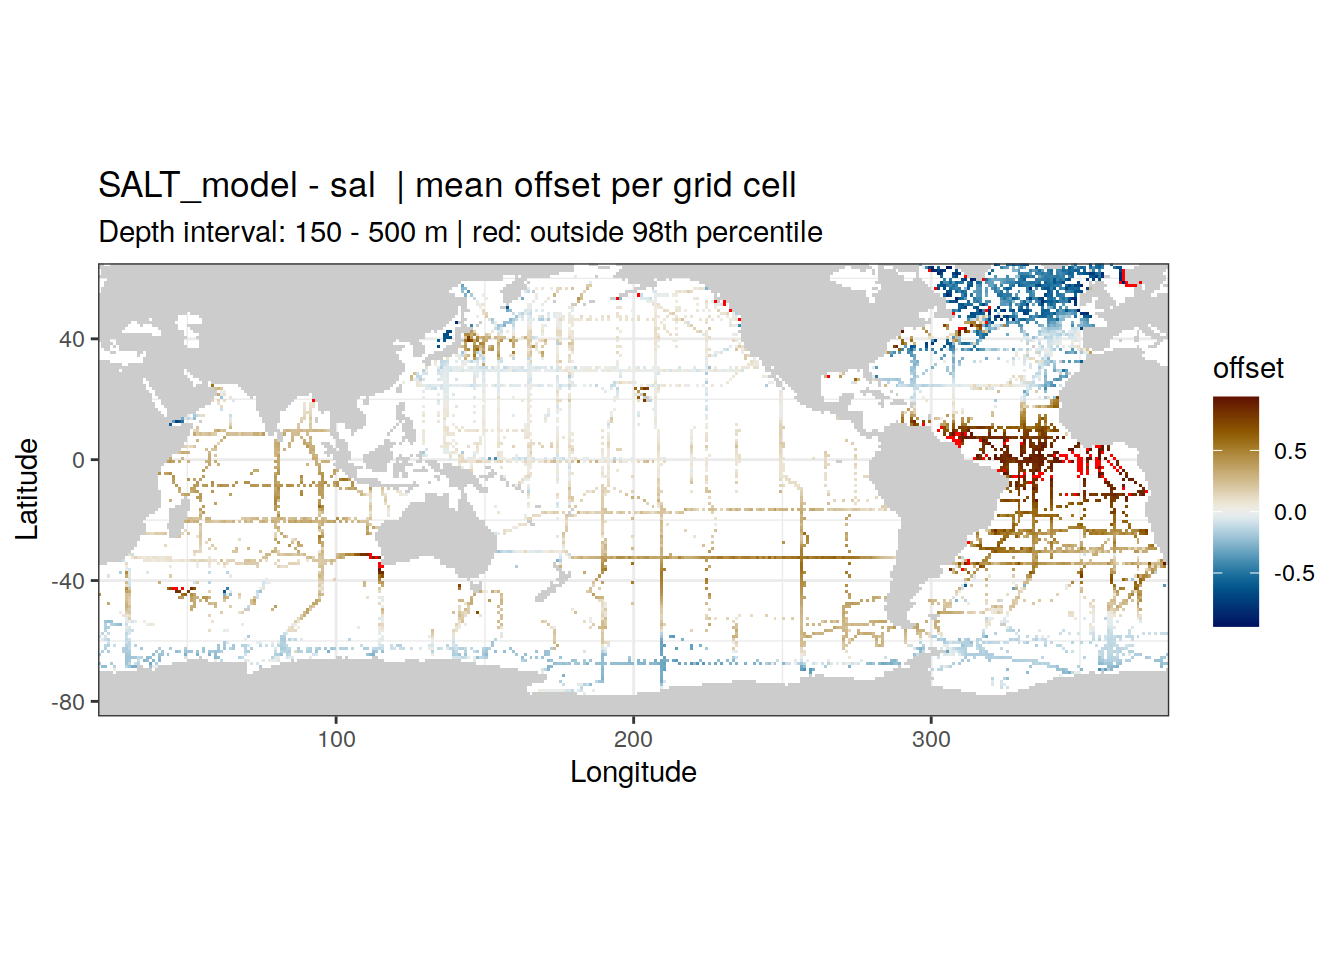 SALT_model - sal  | mean offset per grid cell
Depth interval: 150 - 500 m | red: outside 98th percentile
Latitude
40
0
-40
-80
100
200
300
Longitude
offset
0.5
0.0
-0.5